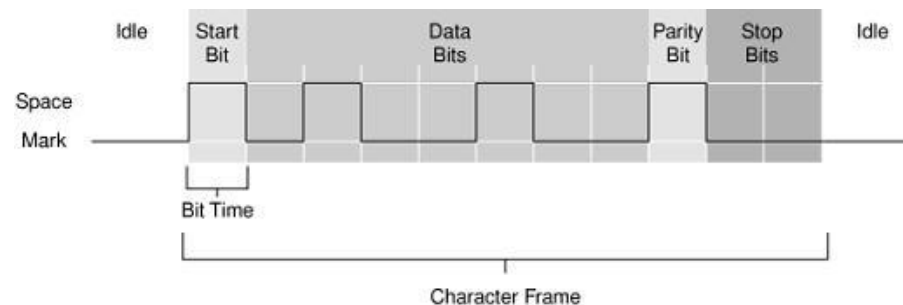 Idle
Start
Bit
Data
Bits
Parity
Bit
Stop
Bits
Idle
Space
Mark
Bit Time
Character Frame